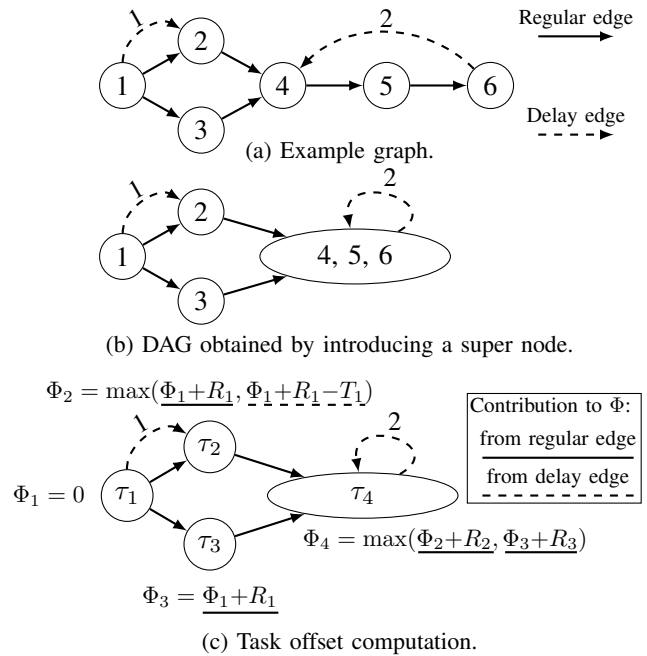 1
2
Regular edge
2
1
4
5
6
3
Delay edge
(a) Example graph.
1
2
2
1
4, 5, 6
3
(b) DAG obtained by introducing a super node.
Φ₂ = max(Φ₁+R₁, Φ₁+R₁−T₁)
Contribution to Φ:
1
2
from regular edge
τ₂
from delay edge
Φ₁ = 0
τ₁
τ₄
τ₃
Φ₄ = max(Φ₂+R₂, Φ₃+R₃)
Φ₃ = Φ₁+R₁
(c) Task offset computation.